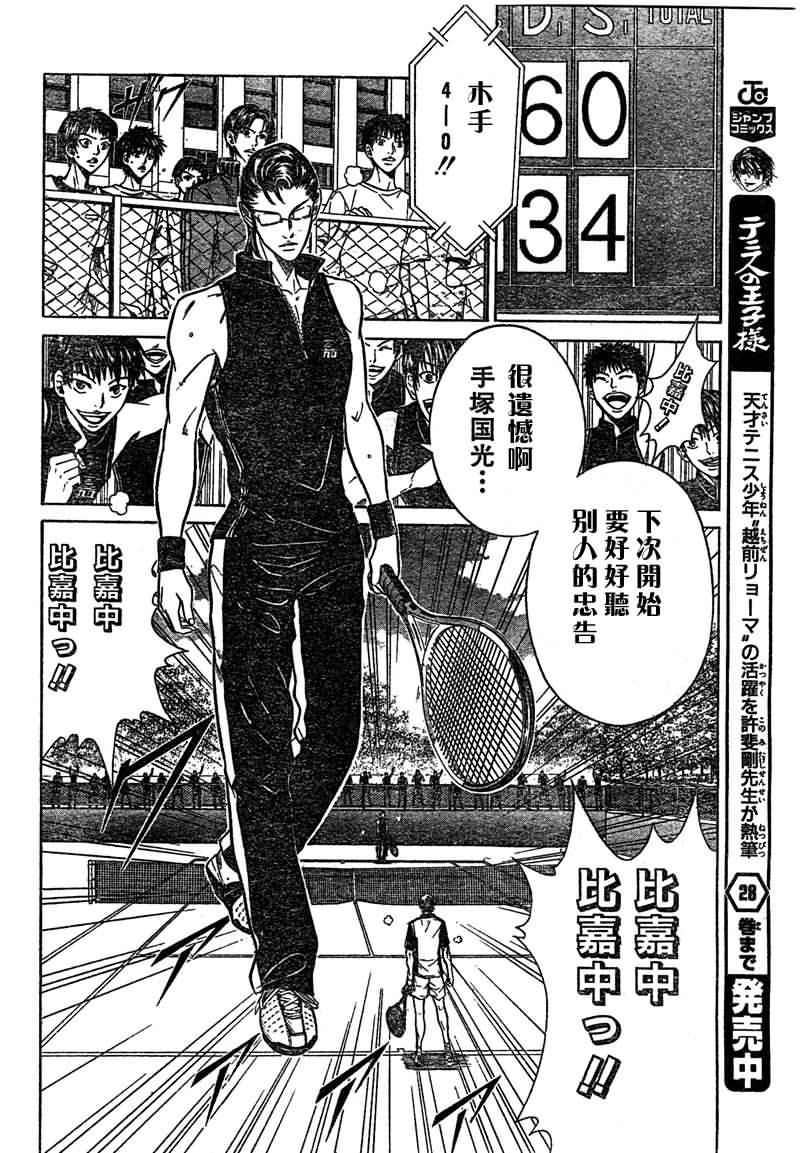 D. S. TOTAL
6 0
3 4
木手
4－0!!
比嘉中!
很遺憾啊
手塚国光…
下次開始
要好好聽
別人的忠告
比嘉中
比嘉中っ!!
比嘉中
比嘉中っ!!
ジャンプ
コミックス
テニスの王子様
天才テニス少年"越前リョーマ"の活躍を許斐剛先生が熱筆
28
巻まで
発売中